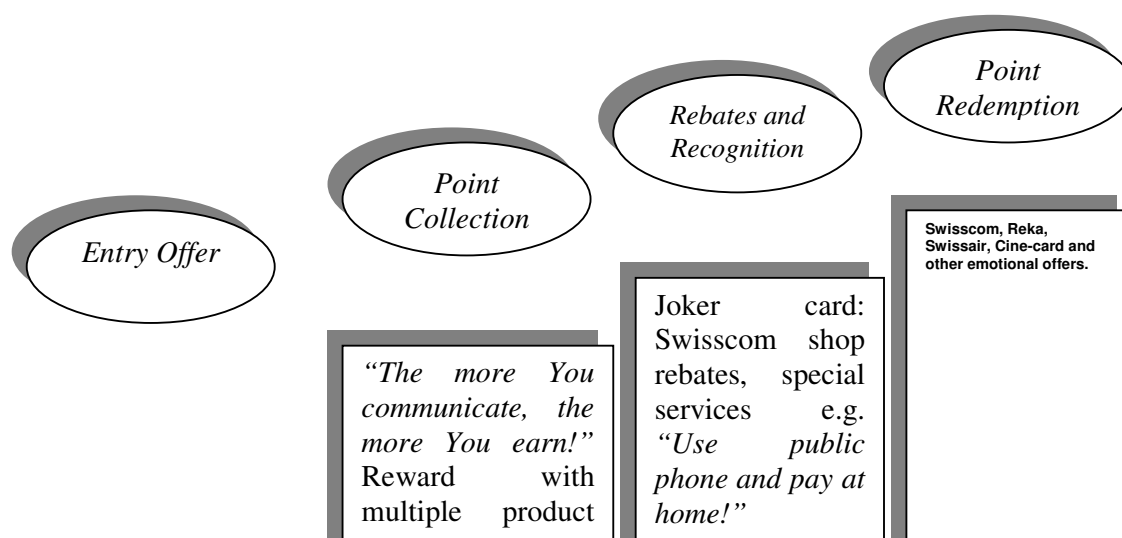 Entry Offer
Point
Collection
Rebates and
Recognition
Point
Redemption
“The more You
communicate, the
more You earn!”
Reward with
multiple product
Joker card:
Swisscom shop
rebates, special
services e.g.
“Use public
phone and pay at
home!”
Swisscom, Reka,
Swissair, Cine-card and
other emotional offers.